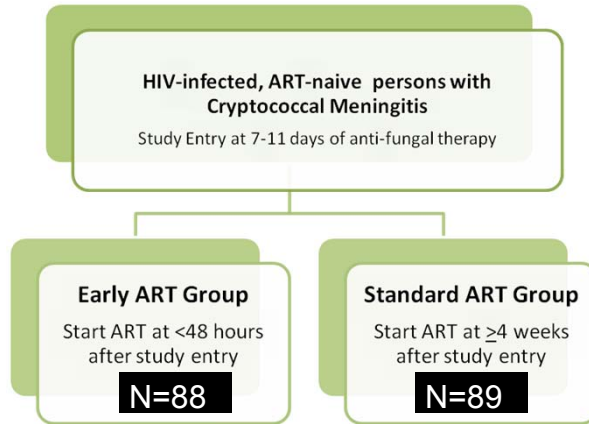 HIV-infected, ART-naive persons with
Cryptococcal Meningitis
Study Entry at 7-11 days of anti-fungal therapy
Early ART Group
Start ART at <48 hours
after study entry
N=88
Standard ART Group
Start ART at ≥4 weeks
after study entry
N=89